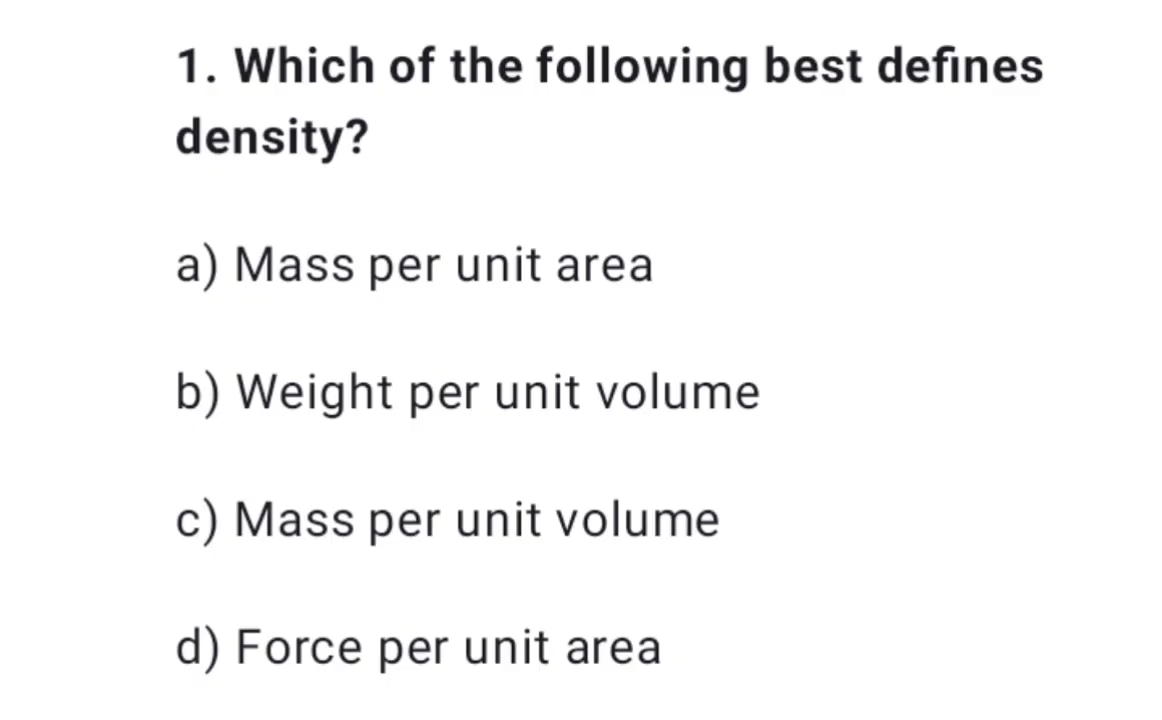 1. Which of the following best defines
density?
a) Mass per unit area
b) Weight per unit volume
c) Mass per unit volume
d) Force per unit area